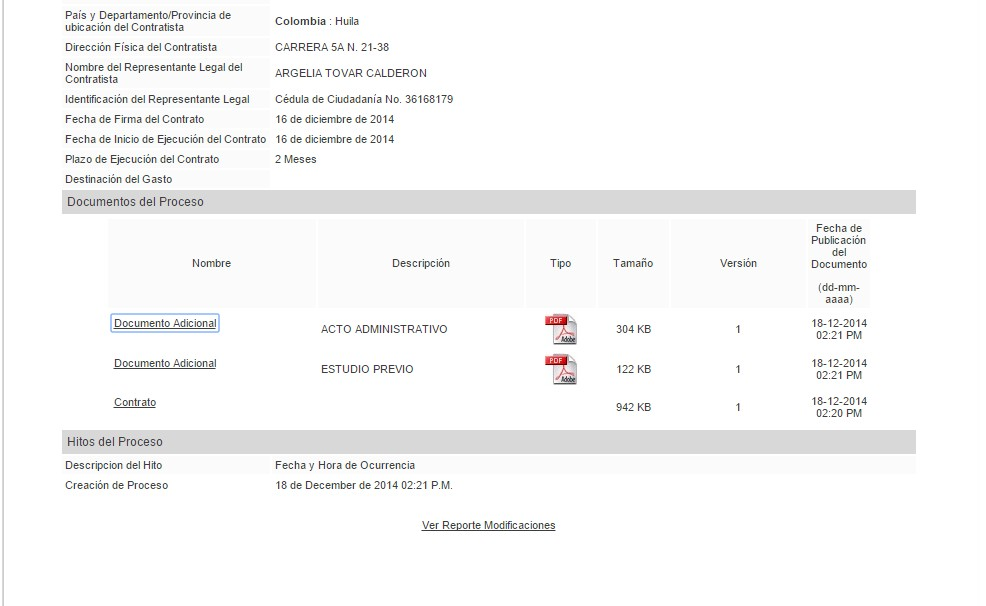 País y Departamento/Provincia de
ubicación del Contratista
Colombia : Huila
Dirección Física del Contratista CARRERA 5A N. 21-38
Nombre del Representante Legal del
Contratista
ARGELIA TOVAR CALDERON
Identificación del Representante Legal Cédula de Ciudadanía No. 36168179
Fecha de Firma del Contrato 16 de diciembre de 2014
Fecha de Inicio de Ejecución del Contrato 16 de diciembre de 2014
Plazo de Ejecución del Contrato 2 Meses
Destinación del Gasto
Documentos del Proceso
Nombre Descripción Tipo Tamaño Versión
Fecha de
Publicación
del
Documento
(dd-mm-
aaaa)
Documento Adicional ACTO ADMINISTRATIVO PDF Adobe 304 KB 1
18-12-2014
02:21 PM
Documento Adicional ESTUDIO PREVIO PDF Adobe 122 KB 1
18-12-2014
02:21 PM
Contrato 942 KB 1
18-12-2014
02:20 PM
Hitos del Proceso
Descripcion del Hito Fecha y Hora de Ocurrencia
Creación de Proceso 18 de December de 2014 02:21 P.M.
Ver Reporte Modificaciones